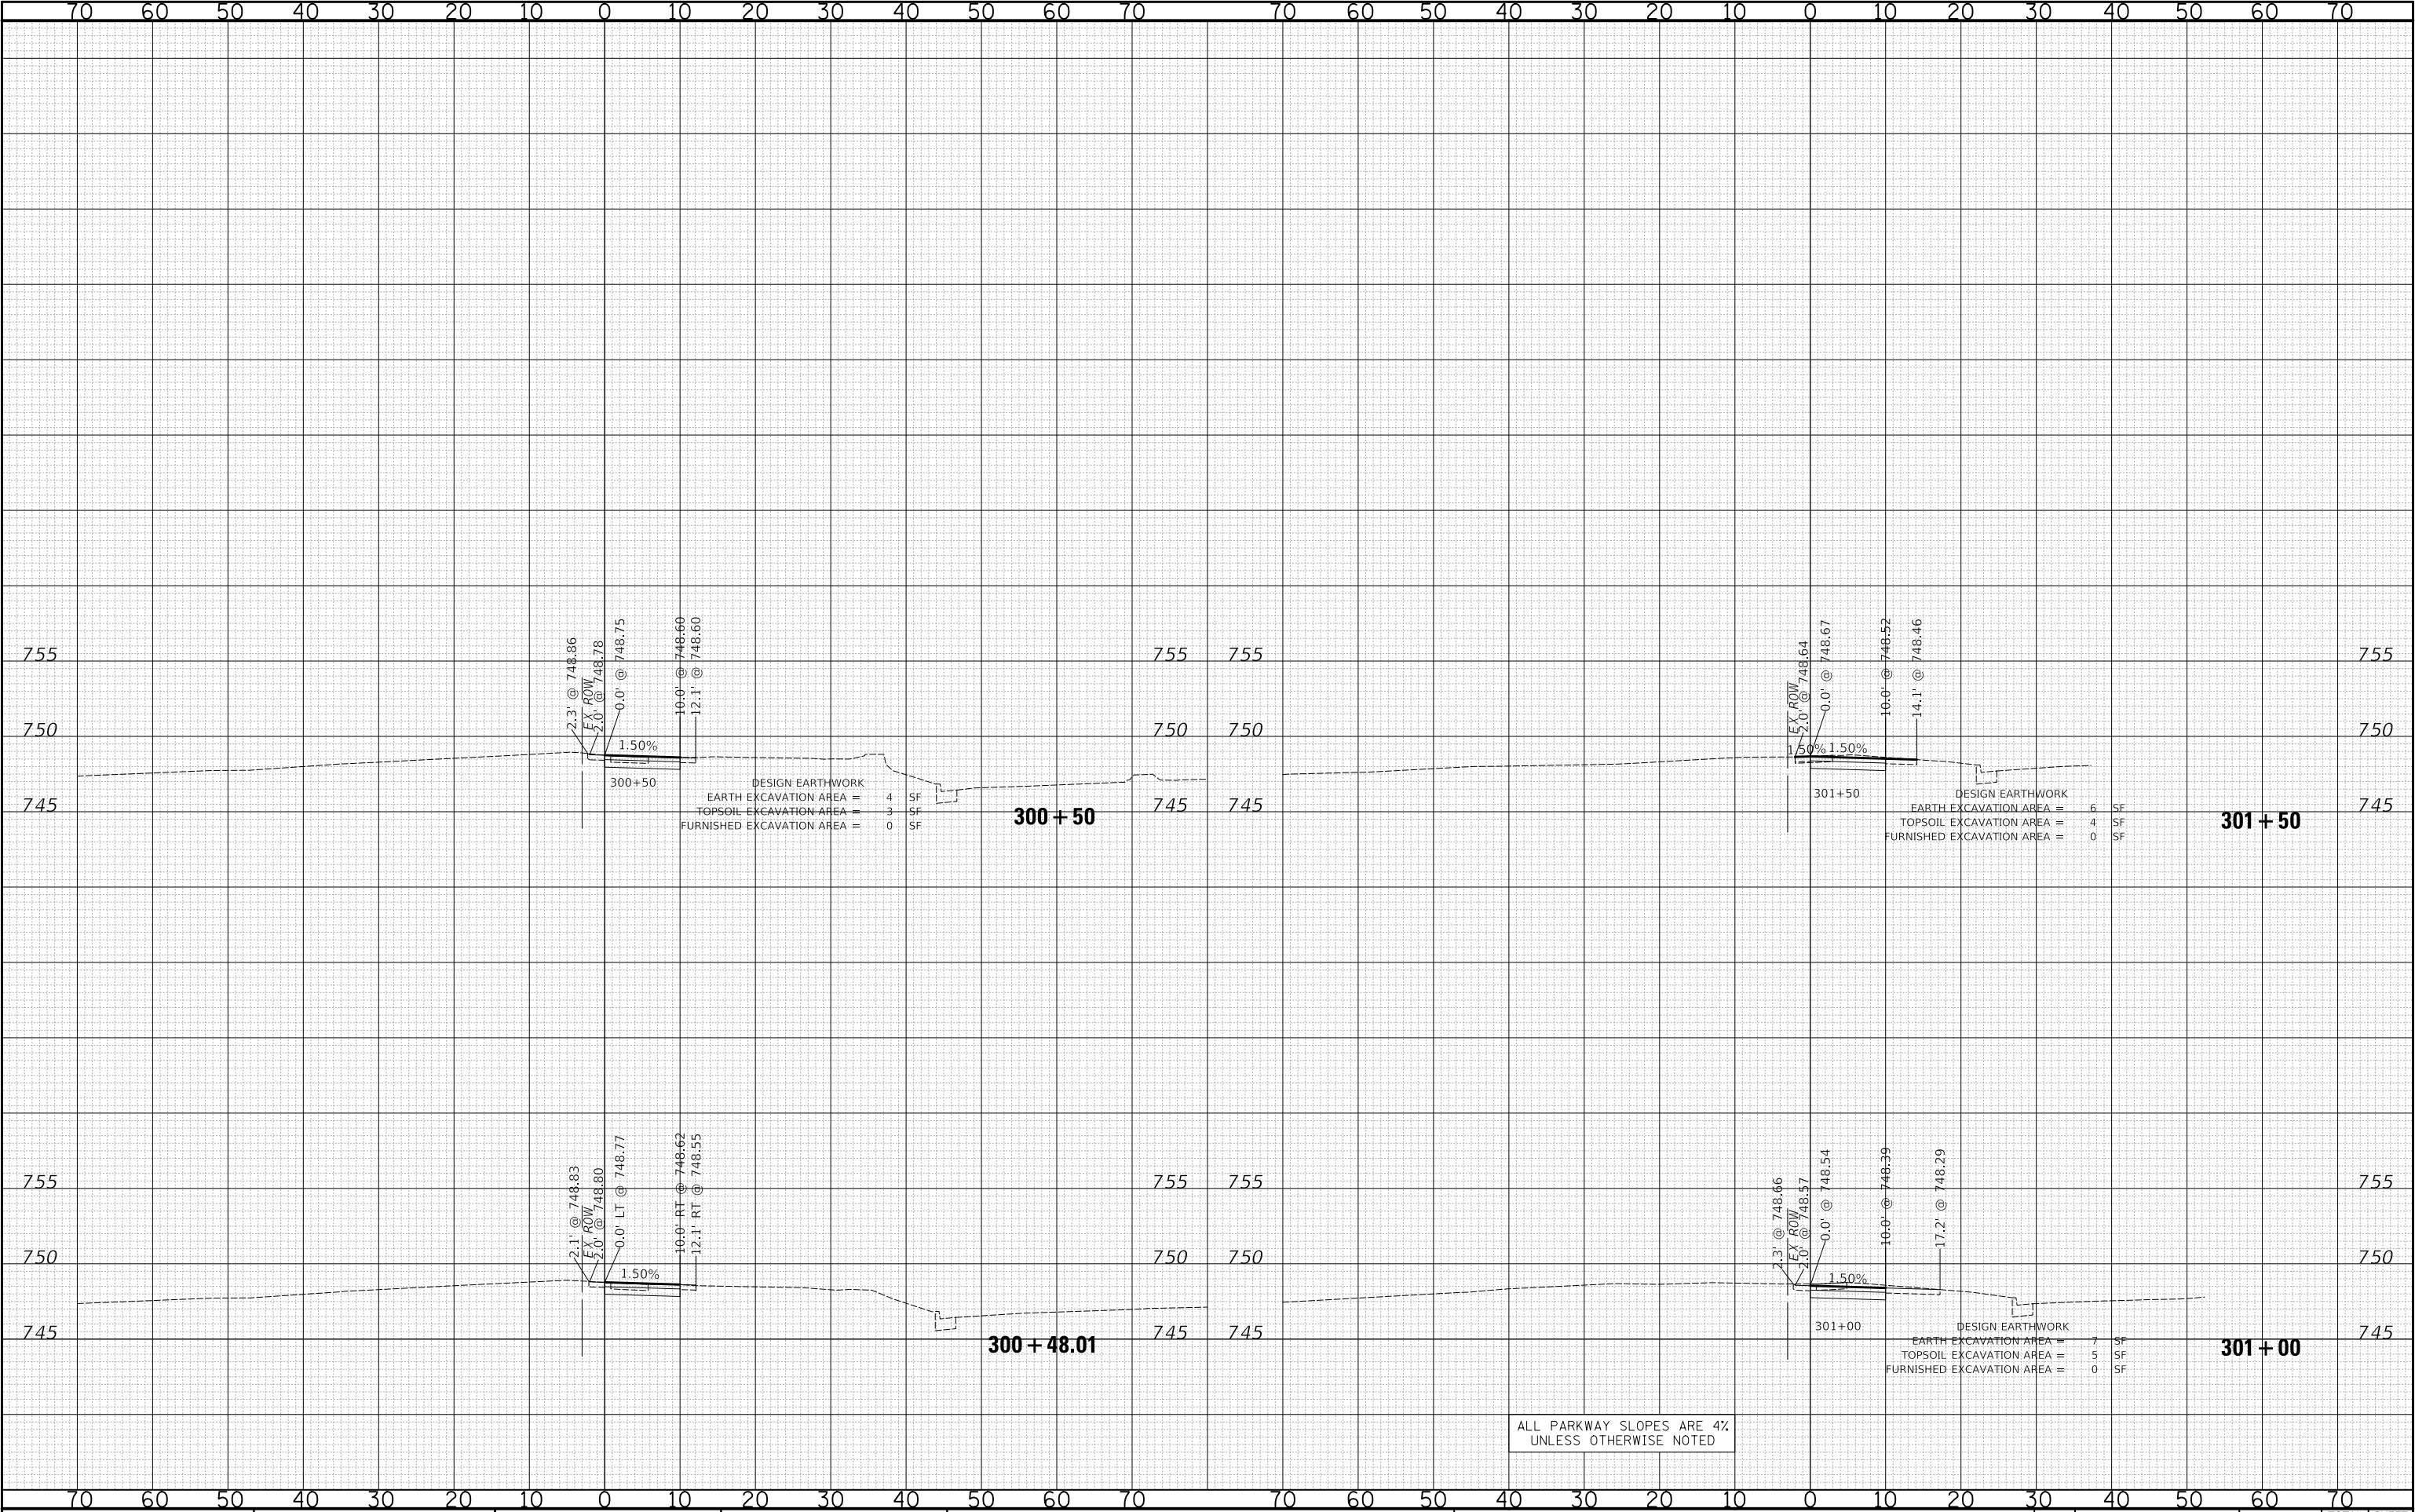 70 60 50 40 30 20 10 0 10 20 30 40 50 60 70 70 60 50 40 30 20 10 0 10 20 30 40 50 60 70
2.3' @ 748.86
EX ROW
2.0' @ 748.78
0.0' @ 748.75
10.0' @ 748.60
12.1' @ 748.60
755 755
750 750
745 745
1.50%
300+50
DESIGN EARTHWORK
EARTH EXCAVATION AREA = 4 SF
TOPSOIL EXCAVATION AREA = 3 SF
FURNISHED EXCAVATION AREA = 0 SF
300+50
EX ROW
2.0' @ 748.64
0.0' @ 748.67
10.0' @ 748.52
14.1' @ 748.46
755 755
750 750
745 745
1.50% 1.50%
301+50
DESIGN EARTHWORK
EARTH EXCAVATION AREA = 6 SF
TOPSOIL EXCAVATION AREA = 4 SF
FURNISHED EXCAVATION AREA = 0 SF
301+50
2.1' @ 748.83
EX ROW
2.0' @ 748.80
0.0' LT @ 748.77
10.0' RT @ 748.62
12.1' RT @ 748.55
755 755
750 750
745 745
1.50%
300+48.01
2.3' @ 748.66
EX ROW
2.0' @ 748.57
0.0' @ 748.54
10.0' @ 748.39
17.2' @ 748.29
755 755
750 750
745 745
1.50%
301+00
DESIGN EARTHWORK
EARTH EXCAVATION AREA = 7 SF
TOPSOIL EXCAVATION AREA = 5 SF
FURNISHED EXCAVATION AREA = 0 SF
301+00
ALL PARKWAY SLOPES ARE 4%
UNLESS OTHERWISE NOTED
70 60 50 40 30 20 10 0 10 20 30 40 50 60 70 70 60 50 40 30 20 10 0 10 20 30 40 50 60 70